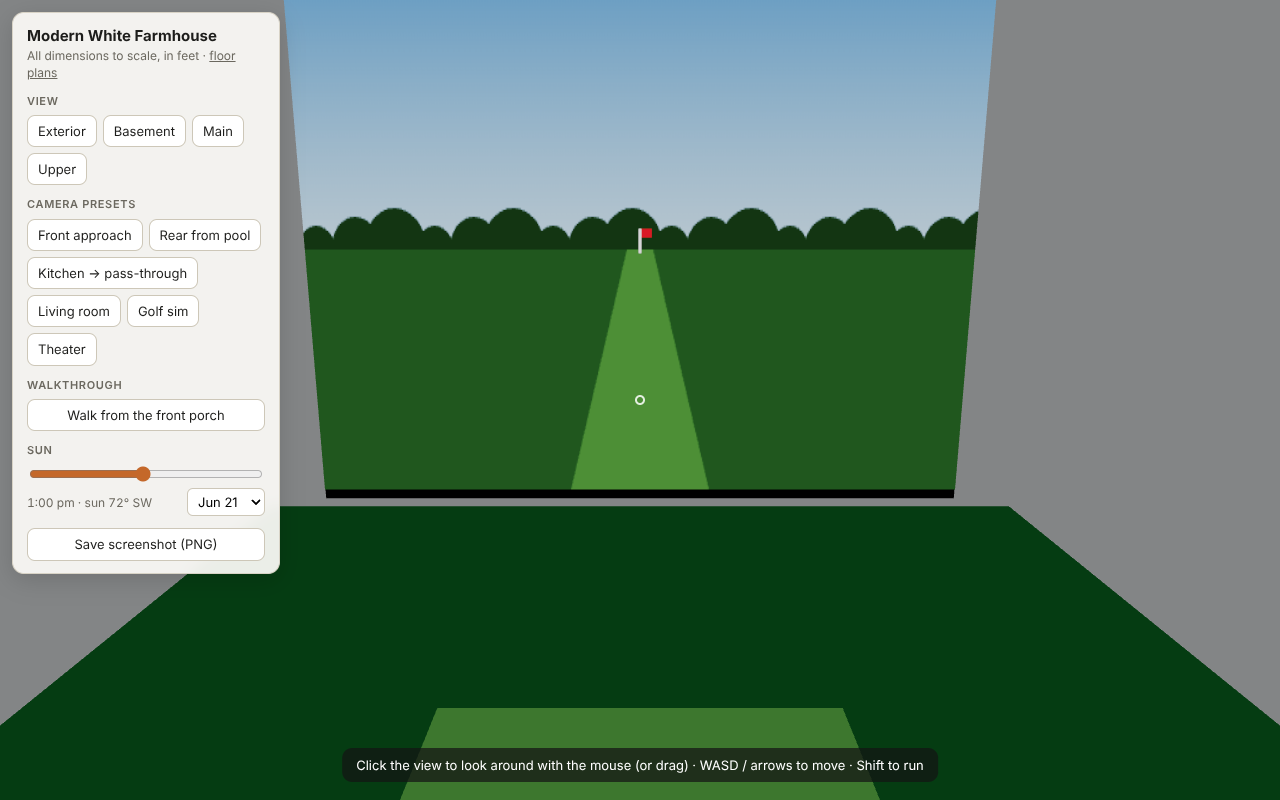 Modern White Farmhouse
All dimensions to scale, in feet · floor
plans
VIEW
Exterior
Basement
Main
Upper
CAMERA PRESETS
Front approach
Rear from pool
Kitchen → pass-through
Living room
Golf sim
Theater
WALKTHROUGH
Walk from the front porch
SUN
1:00 pm · sun 72° SW
Jun 21
Save screenshot (PNG)
Click the view to look around with the mouse (or drag) · WASD / arrows to move · Shift to run